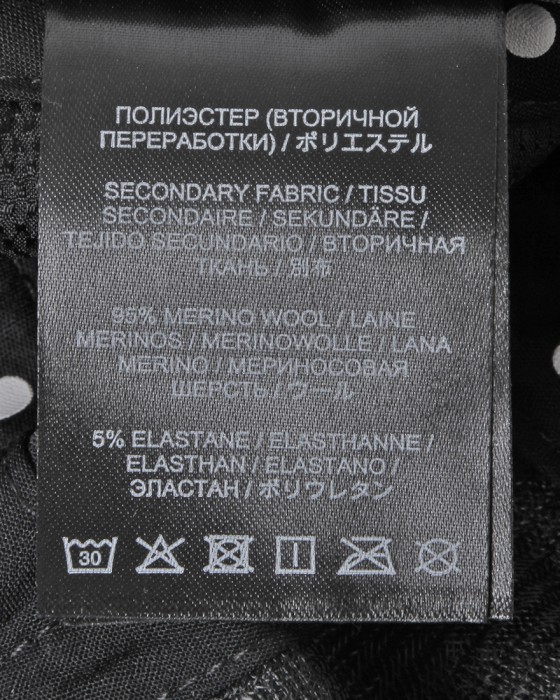 ПОЛИЭСТЕР (ВТОРИЧНОЙ
ПЕРЕРАБОТКИ) / ポリエステル
SECONDARY FABRIC / TISSU
SECONDAIRE / SEKUNDÄRE /
TEJIDO SECUNDARIO / ВТОРИЧНАЯ
ТКАНЬ / 別布
95% MERINO WOOL / LAINE
MERINOS / MERINOWOLLE / LANA
MERINO / МЕРИНОСОВАЯ
ШЕРСТЬ / ウール
5% ELASTANE / ELASTHANNE /
ELASTHAN / ELASTANO /
ЭЛАСТАН / ポリウレタン
30